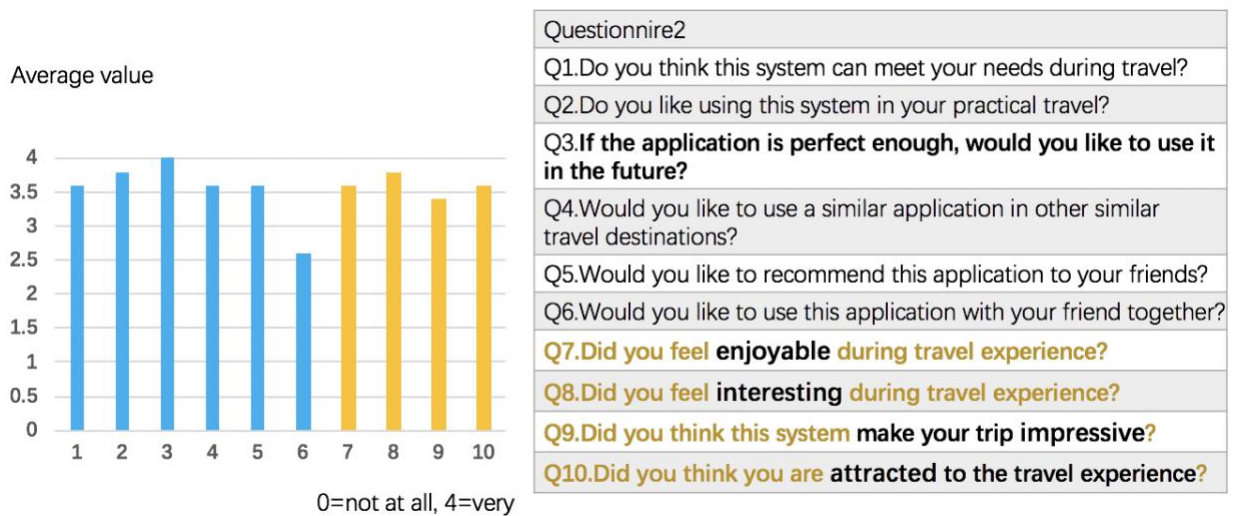 Average value
4
3.5
3
2.5
2
1.5
1
0.5
0
1 2 3 4 5 6 7 8 9 10
0=not at all, 4=very
Questionnire2
Q1.Do you think this system can meet your needs during travel?
Q2.Do you like using this system in your practical travel?
Q3.If the application is perfect enough, would you like to use it
in the future?
Q4.Would you like to use a similar application in other similar
travel destinations?
Q5.Would you like to recommend this application to your friends?
Q6.Would you like to use this application with your friend together?
Q7.Did you feel enjoyable during travel experience?
Q8.Did you feel interesting during travel experience?
Q9.Did you think this system make your trip impressive?
Q10.Did you think you are attracted to the travel experience?